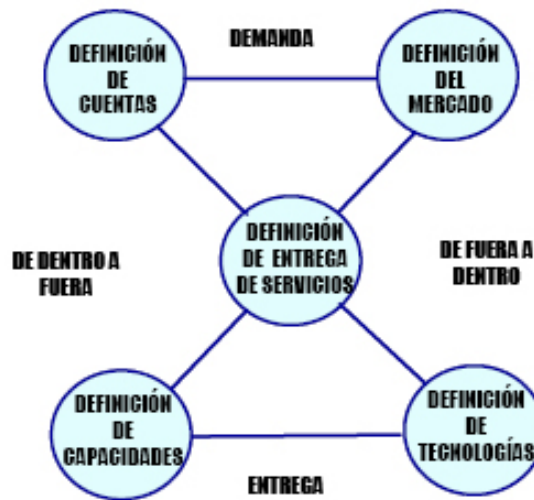 DEMANDA
DEFINICIÓN
DE
CUENTAS
DEFINICIÓN
DEL
MERCADO
DEFINICIÓN
DE ENTREGA
DE SERVICIOS
DE DENTRO A
FUERA
DE FUERA A
DENTRO
DEFINICIÓN
DE
CAPACIDADES
DEFINICIÓN
DE
TECNOLOGÍAS
ENTREGA